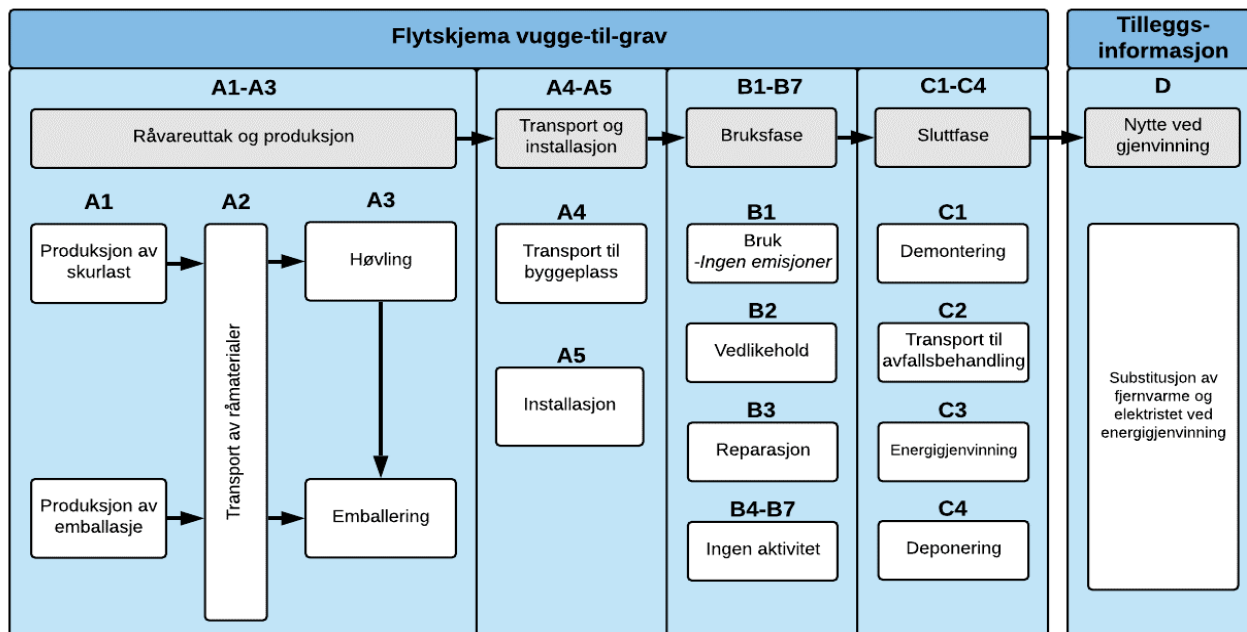 Flytskjema vugge-til-grav
Tilleggs-
informasjon
A1-A3
A4-A5
B1-B7
C1-C4
D
Råvareuttak og produksjon
Transport og
installasjon
Bruksfase
Sluttfase
Nytte ved
gjenvinning
A1
Produksjon av
skurlast
Produksjon av
emballasje
A2
Transport av råmaterialer
A3
Høvling
Emballering
A4
Transport til
byggeplass
A5
Installasjon
B1
Bruk
-Ingen emisjoner
B2
Vedlikehold
B3
Reparasjon
B4-B7
Ingen aktivitet
C1
Demontering
C2
Transport til
avfallsbehandling
C3
Energigjenvinning
C4
Deponering
Substitusjon av
fjernvarme og
elektristet ved
energigjenvinning